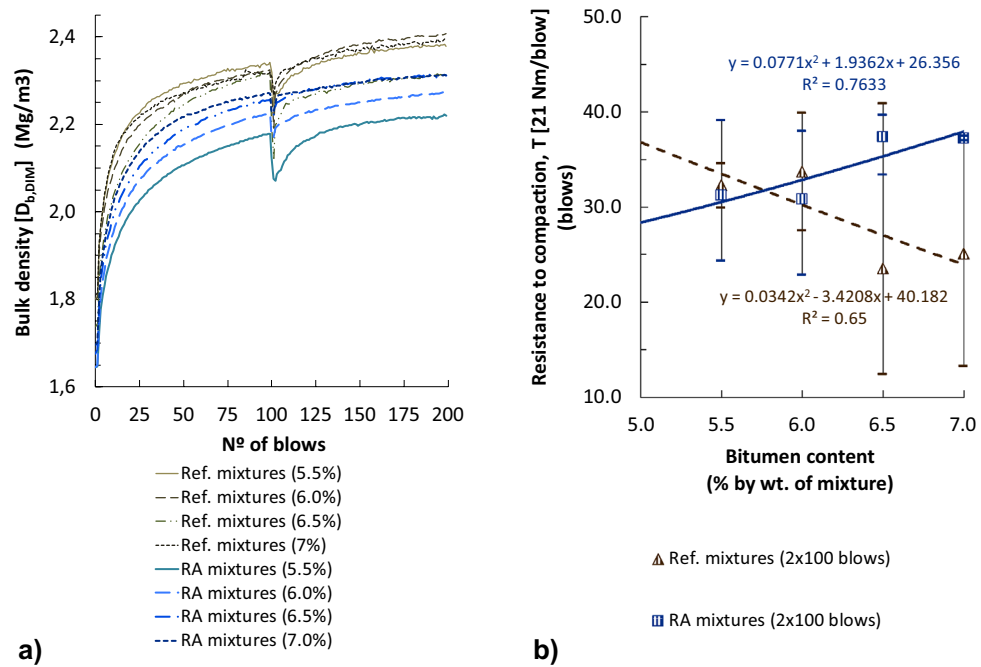 Bulk density [D_b,DIM] (Mg/m3)
2,4
2,2
2,0
1,8
1,6
0
25
50
75
100
125
150
175
200
Nº of blows
Ref. mixtures (5.5%)
Ref. mixtures (6.0%)
Ref. mixtures (6.5%)
Ref. mixtures (7%)
RA mixtures (5.5%)
RA mixtures (6.0%)
RA mixtures (6.5%)
RA mixtures (7.0%)
a)
Resistance to compaction, T [21 Nm/blow]
(blows)
50.0
40.0
30.0
20.0
10.0
y = 0.0771x² + 1.9362x + 26.356
R² = 0.7633
y = 0.0342x² - 3.4208x + 40.182
R² = 0.65
5.0
5.5
6.0
6.5
7.0
Bitumen content
(% by wt. of mixture)
Ref. mixtures (2x100 blows)
RA mixtures (2x100 blows)
b)